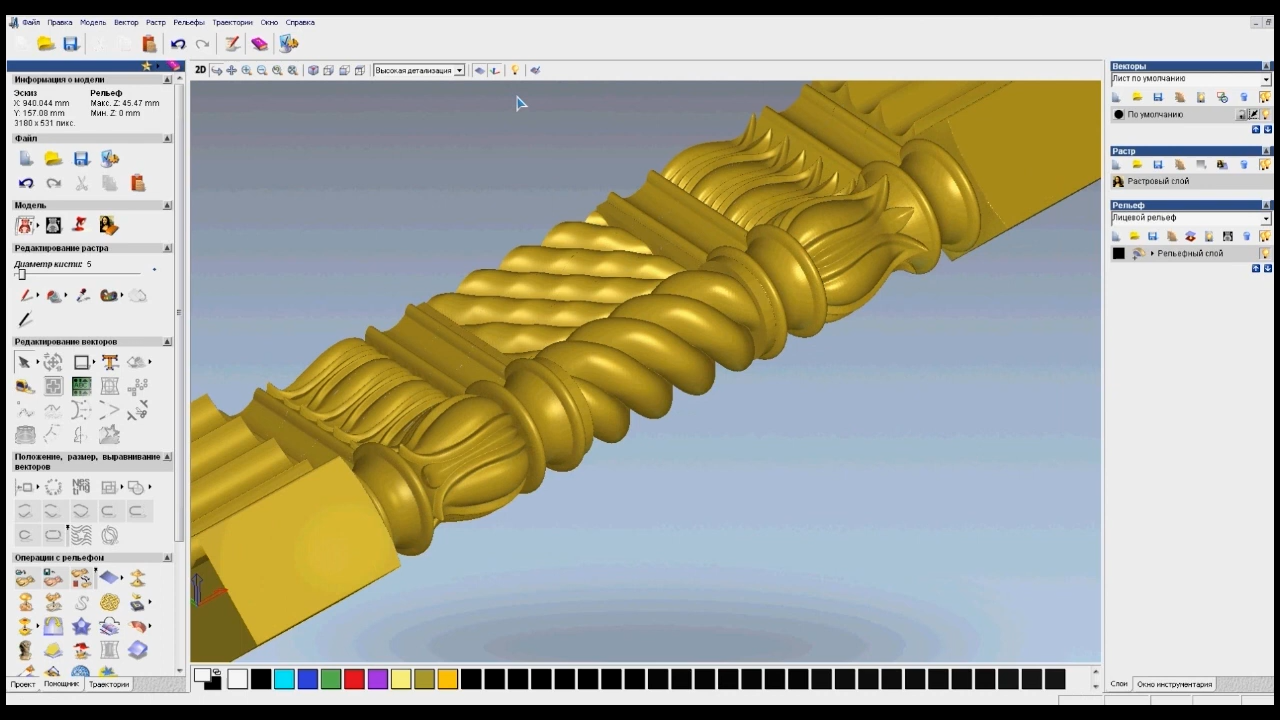 Файл Правка Модель Вектор Растр Рельефы Траектории Окно Справка
2D Высокая детализация
Информация о модели
Эскиз Рельеф
X: 940.044 mm Макс. Z: 45.47 mm
Y: 157.08 mm Мин. Z: 0 mm
3180 x 531 пикс.
Файл
Модель
Редактирование растра
Диаметр кисти: 5
Редактирование векторов
Положение, размер, выравнивание
векторов
Операции с рельефом
Проект Помощник Траектории
Векторы
Лист по умолчанию
По умолчанию
Растр
Растровый слой
Рельеф
Лицевой рельеф
Рельефный слой
Слои Окно инструментария